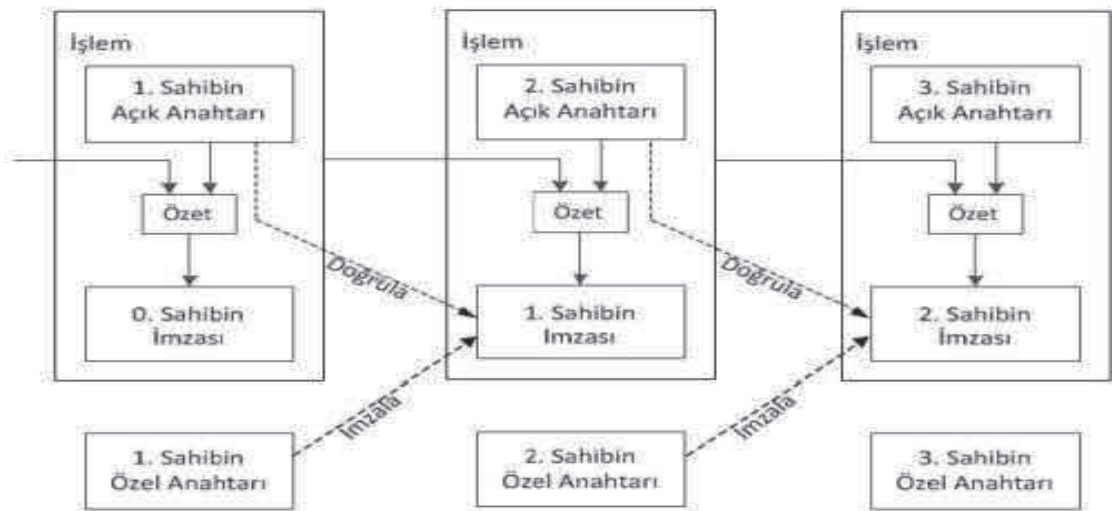 İşlem
1. Sahibin
Açık Anahtarı
Özet
0. Sahibin
İmzası
Doğrula
İmzala
1. Sahibin
Özel Anahtarı
İşlem
2. Sahibin
Açık Anahtarı
Özet
1. Sahibin
İmzası
Doğrula
İmzala
2. Sahibin
Özel Anahtarı
İşlem
3. Sahibin
Açık Anahtarı
Özet
2. Sahibin
İmzası
3. Sahibin
Özel Anahtarı